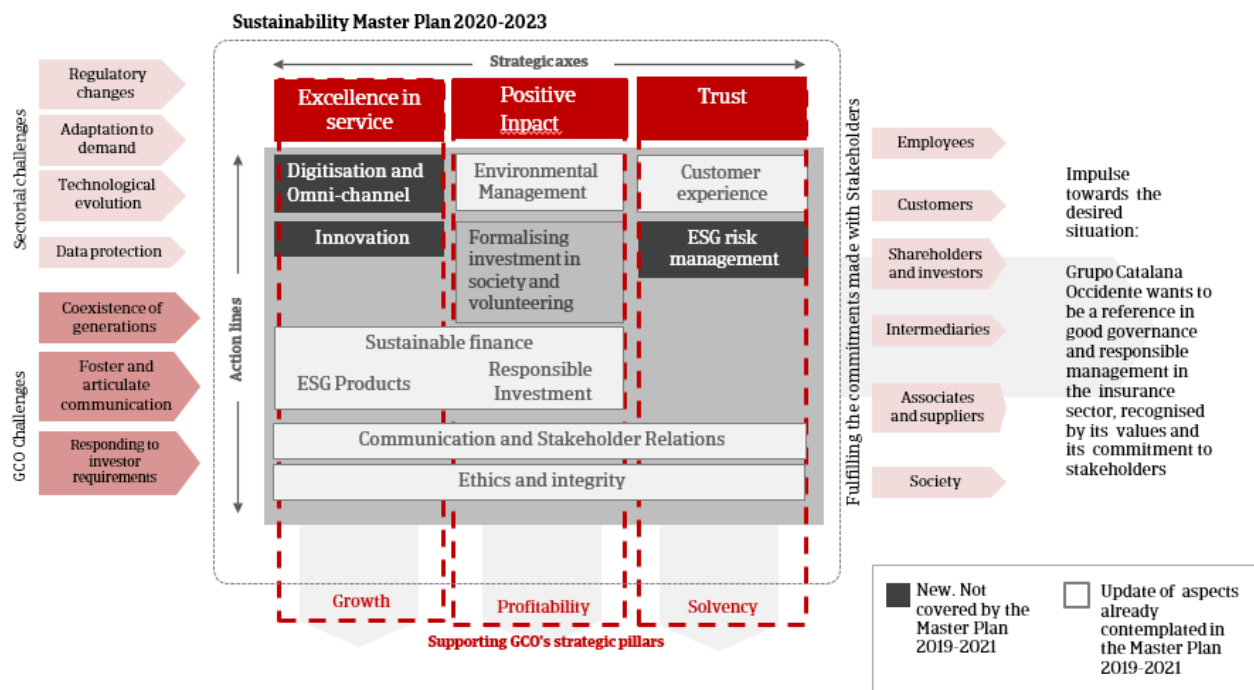 Sustainability Master Plan 2020-2023
Sectorial challenges
Regulatory
changes
Adaptation to
demand
Technological
evolution
Data protection
GCO Challenges
Coexistence of
generations
Foster and
articulate
communication
Responding to
investor
requirements
Strategic axes
Action lines
Excellence in
service
Positive
Inpact
Trust
Digitisation and
Omni-channel
Environmental
Management
Customer
experience
Innovation
Formalising
investment in
society and
volunteering
ESG risk
management
Sustainable finance
ESG Products
Responsible
Investment
Communication and Stakeholder Relations
Ethics and integrity
Growth
Profitability
Solvency
Supporting GCO's strategic pillars
Fulfilling the commitments made with Stakeholders
Employees
Customers
Shareholders
and investors
Intermediaries
Associates
and suppliers
Society
Impulse
towards the
desired
situation:
Grupo Catalana
Occidente wants to
be a reference in
good governance
and responsible
management in
the insurance
sector, recognised
by its values and
its commitment to
stakeholders
New. Not
covered by the
Master Plan
2019-2021
Update of aspects
already
contemplated in
the Master Plan
2019-2021